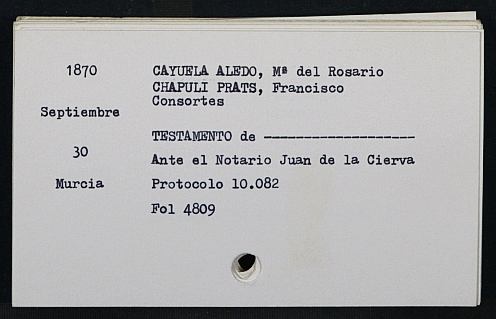 1870
CAYUELA ALEDO, Mª del Rosario
CHAPULI PRATS, Francisco
Consortes
Septiembre
TESTAMENTO de --------------------
30
Ante el Notario Juan de la Cierva
Murcia
Protocolo 10.082
Fol 4809